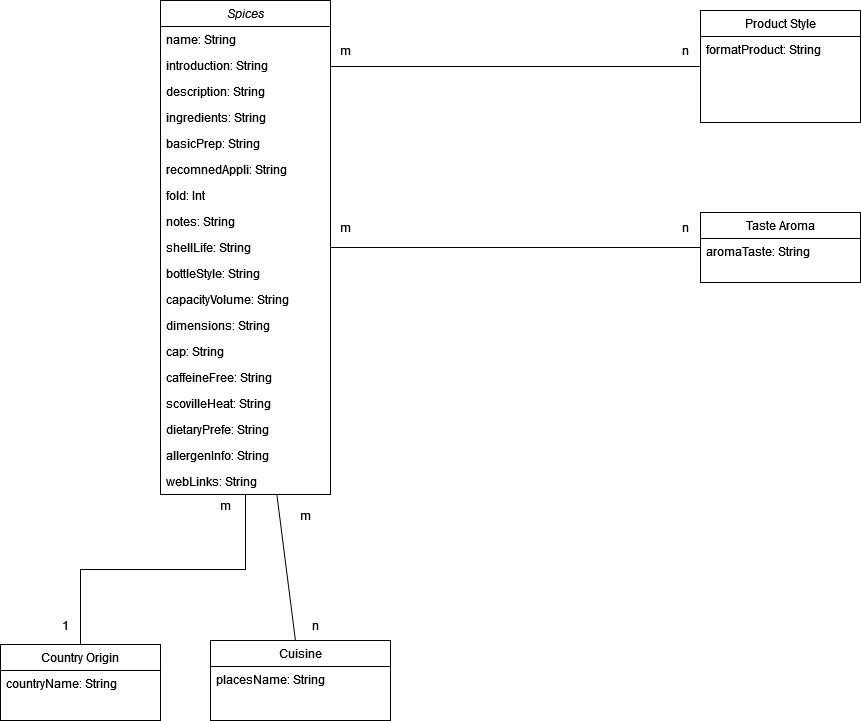 Spices
name: String
introduction: String
description: String
ingredients: String
basicPrep: String
recomnedAppli: String
fold: Int
notes: String
shellLife: String
bottleStyle: String
capacityVolume: String
dimensions: String
cap: String
caffeineFree: String
scovilleHeat: String
dietaryPrefe: String
allergenInfo: String
webLinks: String
m
n
Product Style
formatProduct: String
m
n
Taste Aroma
aromaTaste: String
m
1
Country Origin
countryName: String
m
n
Cuisine
placesName: String